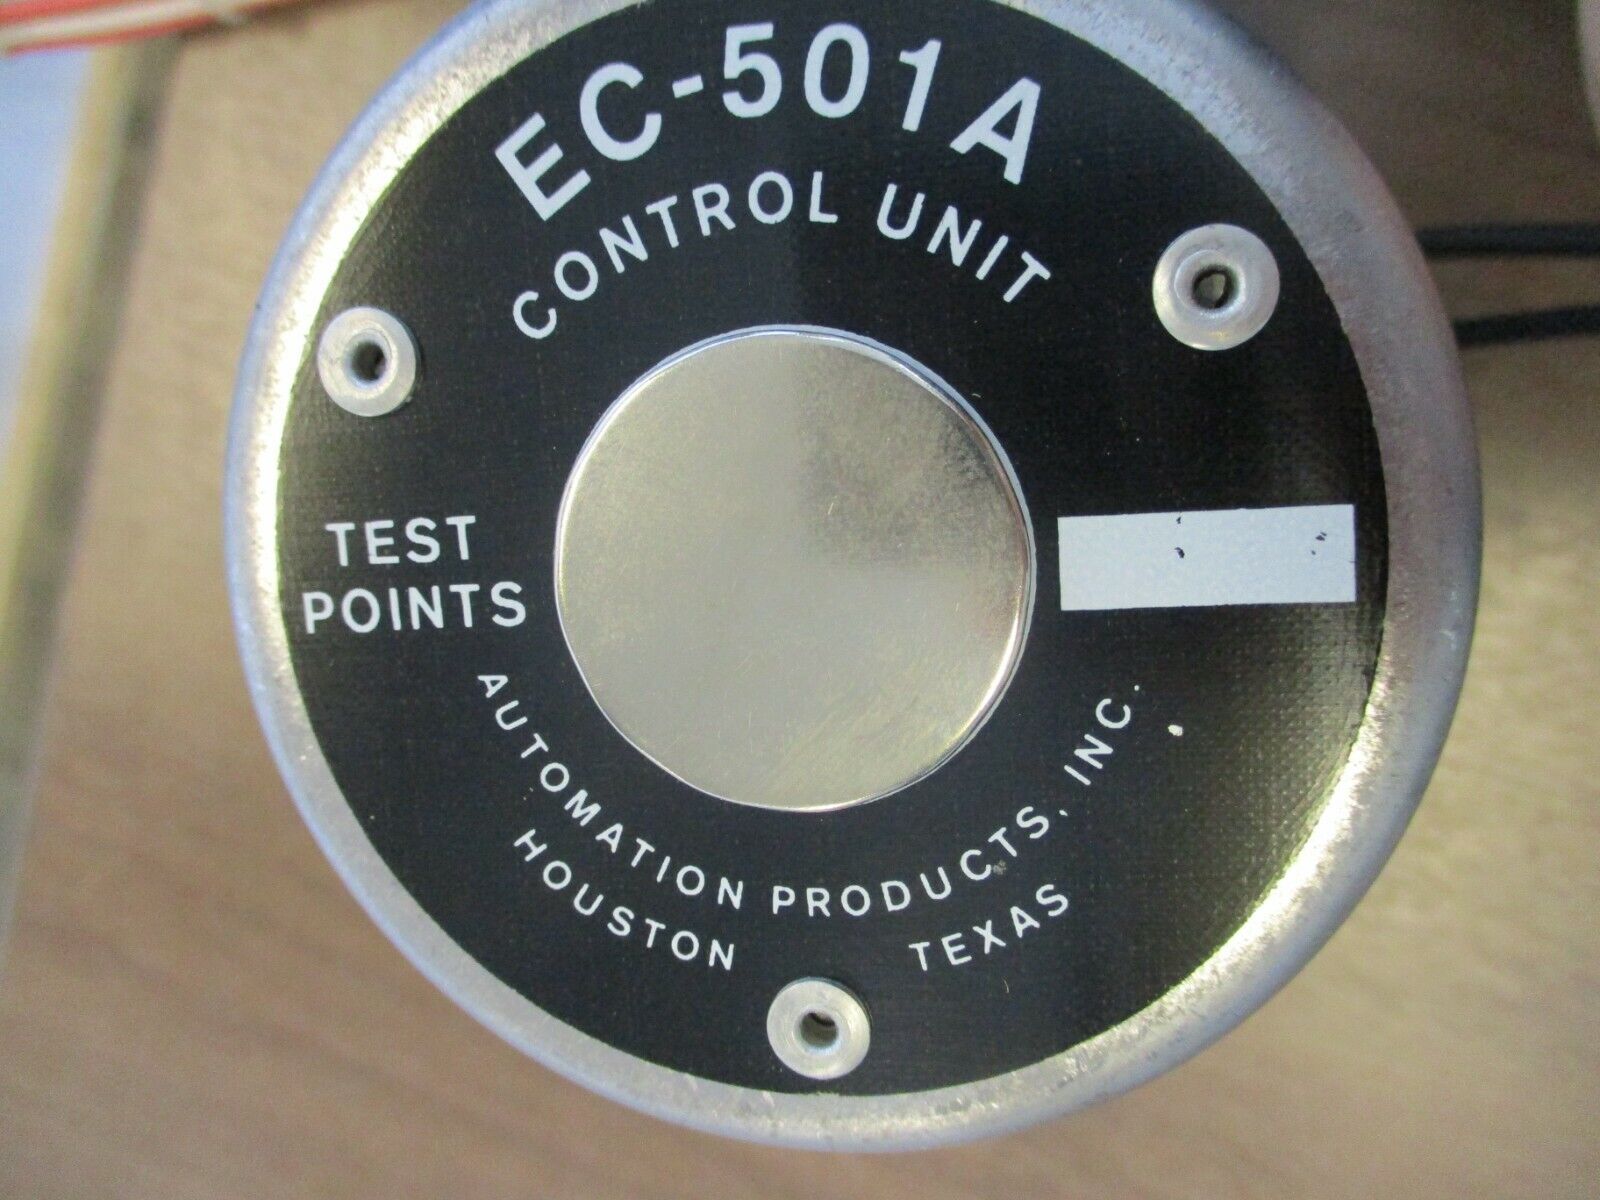 EC-501A
CONTROL UNIT
TEST
POINTS
AUTOMATION PRODUCTS, INC.
HOUSTON TEXAS